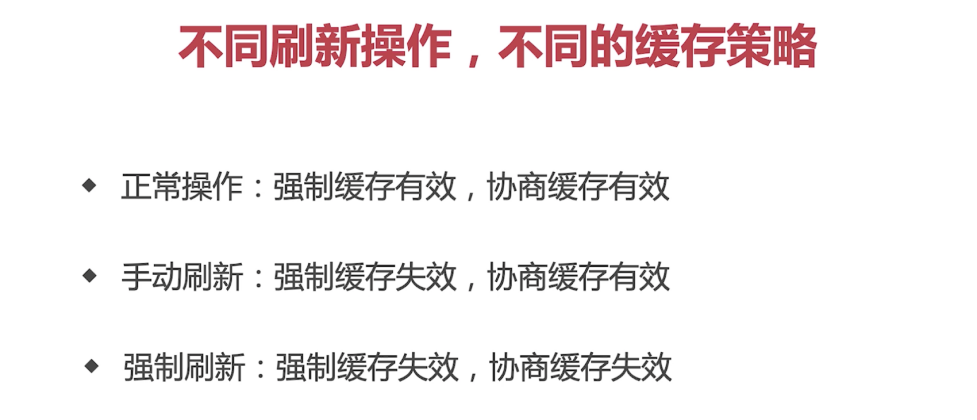 不同刷新操作，不同的缓存策略
◆ 正常操作：强制缓存有效，协商缓存有效
◆ 手动刷新：强制缓存失效，协商缓存有效
◆ 强制刷新：强制缓存失效，协商缓存失效